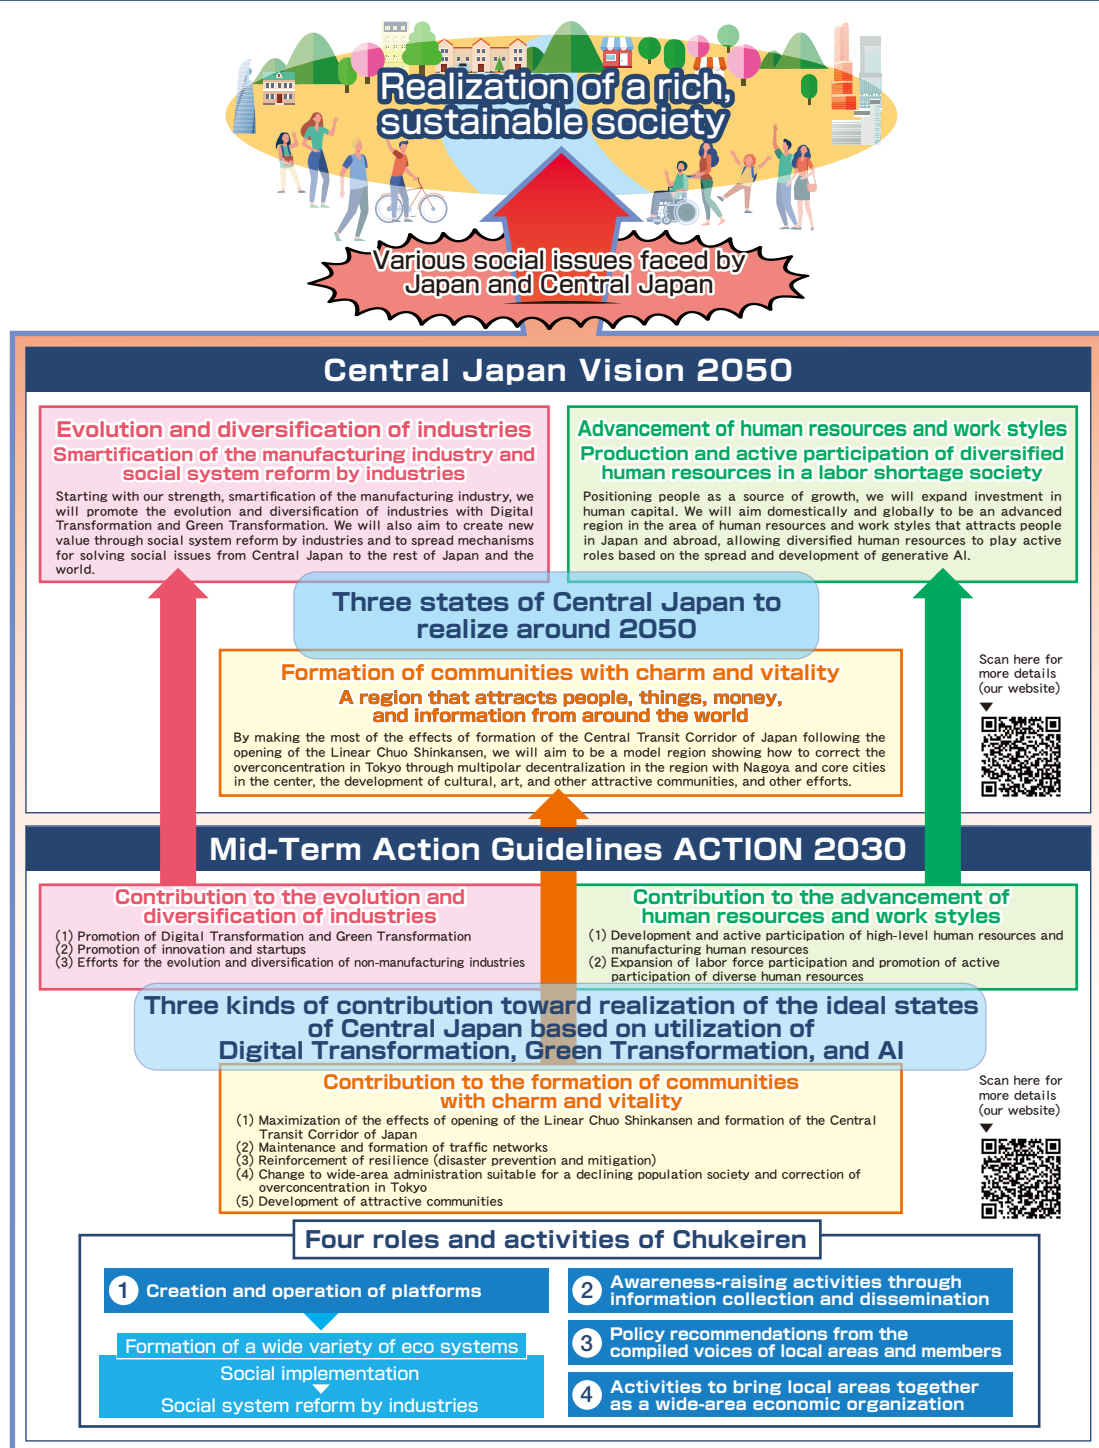 Realization of a rich,
sustainable society
Various social issues faced by
Japan and Central Japan
Central Japan Vision 2050
Evolution and diversification of industries
Smartification of the manufacturing industry and
social system reform by industries
Starting with our strength, smartification of the manufacturing industry, we
will promote the evolution and diversification of industries with Digital
Transformation and Green Transformation. We will also aim to create new
value through social system reform by industries and to spread mechanisms
for solving social issues from Central Japan to the rest of Japan and the
world.
Advancement of human resources and work styles
Production and active participation of diversified
human resources in a labor shortage society
Positioning people as a source of growth, we will expand investment in
human capital. We will aim domestically and globally to be an advanced
region in the area of human resources and work styles that attracts people
in Japan and abroad, allowing diversified human resources to play active
roles based on the spread and development of generative AI.
Three states of Central Japan to
realize around 2050
Formation of communities with charm and vitality
A region that attracts people, things, money,
and information from around the world
By making the most of the effects of formation of the Central Transit Corridor of Japan following the
opening of the Linear Chuo Shinkansen, we will aim to be a model region showing how to correct the
overconcentration in Tokyo through multipolar decentralization in the region with Nagoya and core cities
in the center, the development of cultural, art, and other attractive communities, and other efforts.
Scan here for
more details
(our website)
Mid-Term Action Guidelines ACTION 2030
Contribution to the evolution and
diversification of industries
(1) Promotion of Digital Transformation and Green Transformation
(2) Promotion of innovation and startups
(3) Efforts for the evolution and diversification of non-manufacturing industries
Contribution to the advancement of
human resources and work styles
(1) Development and active participation of high-level human resources and
manufacturing human resources
(2) Expansion of labor force participation and promotion of active
participation of diverse human resources
Three kinds of contribution toward realization of the ideal states
of Central Japan based on utilization of
Digital Transformation, Green Transformation, and AI
Contribution to the formation of communities
with charm and vitality
(1) Maximization of the effects of opening of the Linear Chuo Shinkansen and formation of the Central
Transit Corridor of Japan
(2) Maintenance and formation of traffic networks
(3) Reinforcement of resilience (disaster prevention and mitigation)
(4) Change to wide-area administration suitable for a declining population society and correction of
overconcentration in Tokyo
(5) Development of attractive communities
Scan here for
more details
(our website)
Four roles and activities of Chukeiren
1 Creation and operation of platforms
Formation of a wide variety of eco systems
Social implementation
Social system reform by industries
2 Awareness-raising activities through
information collection and dissemination
3 Policy recommendations from the
compiled voices of local areas and members
4 Activities to bring local areas together
as a wide-area economic organization